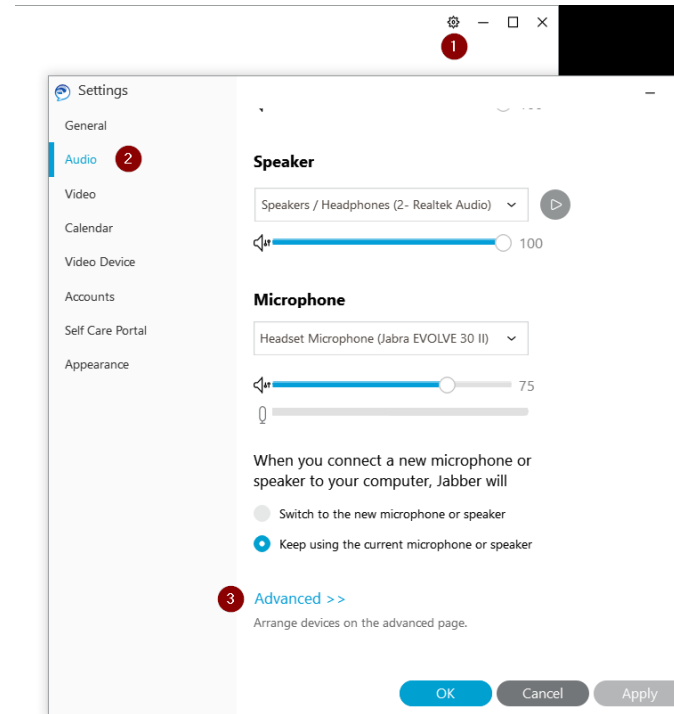 1
Settings
General
Audio 2
Video
Calendar
Video Device
Accounts
Self Care Portal
Appearance
Speaker
Speakers / Headphones (2- Realtek Audio)
100
Microphone
Headset Microphone (Jabra EVOLVE 30 II)
75
When you connect a new microphone or
speaker to your computer, Jabber will
Switch to the new microphone or speaker
Keep using the current microphone or speaker
3 Advanced >>
Arrange devices on the advanced page.
OK Cancel Apply